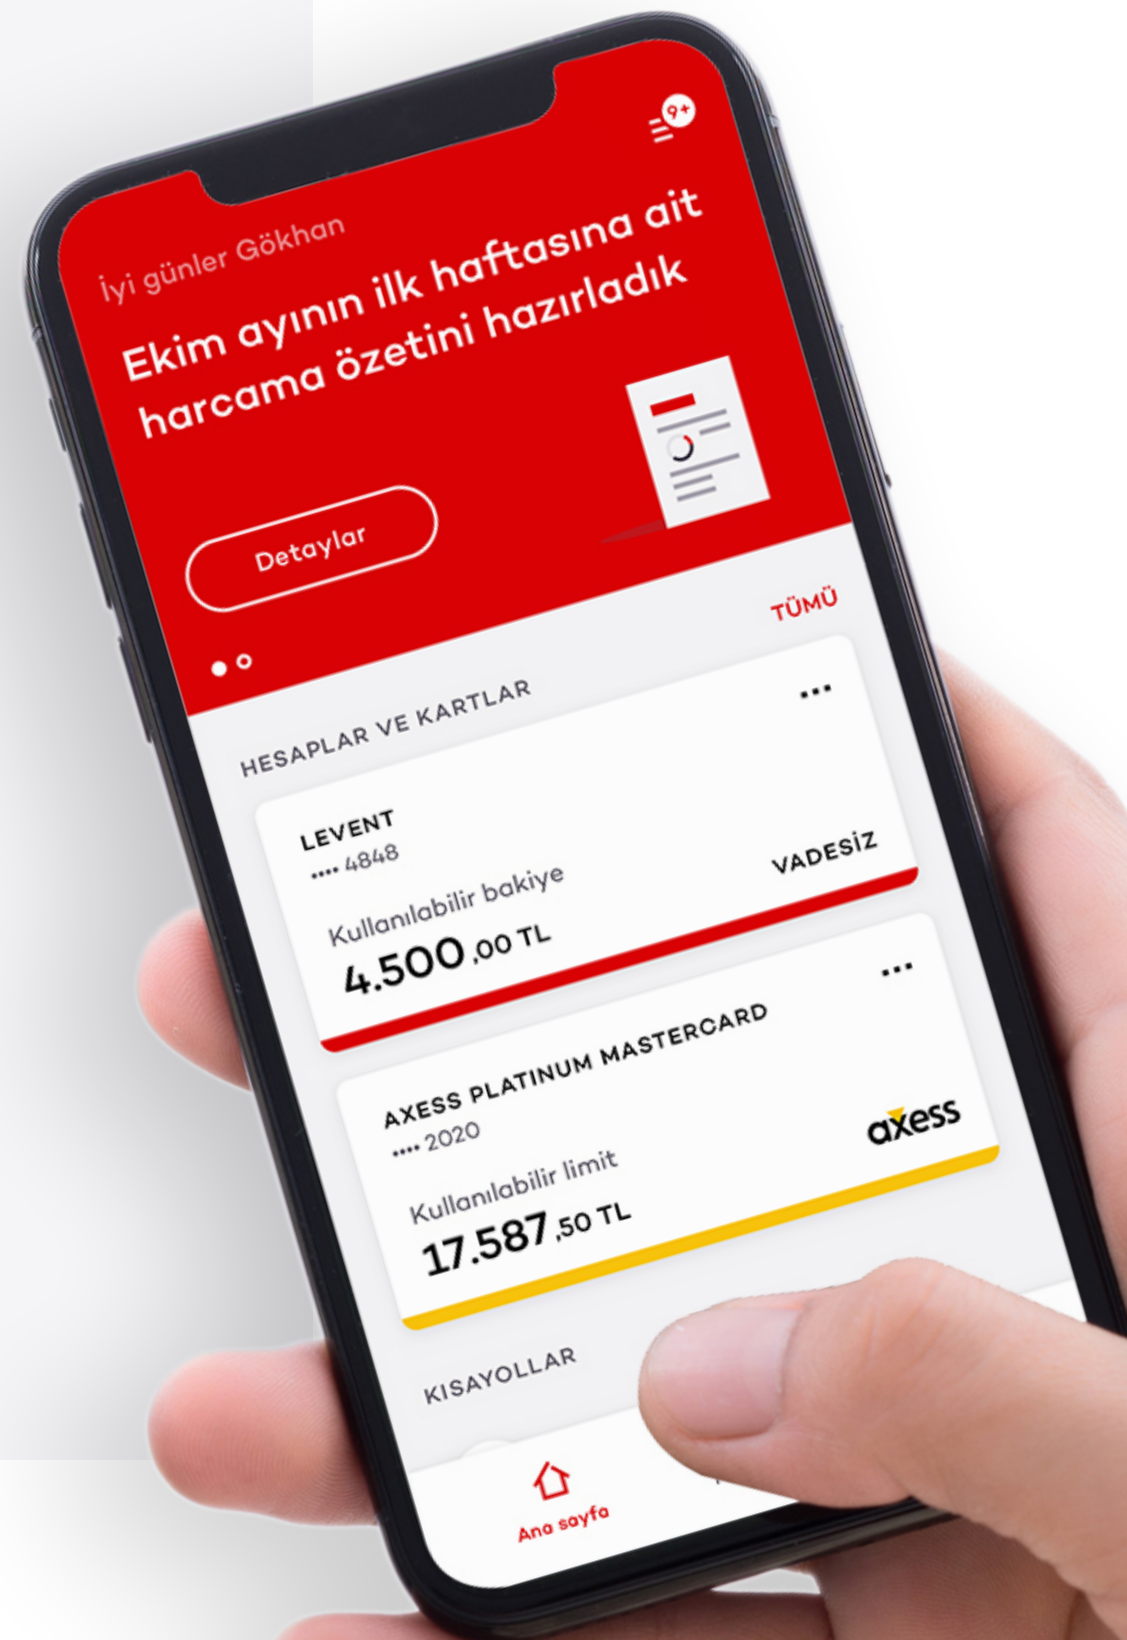 9+
İyi günler Gökhan
Ekim ayının ilk haftasına ait
harcama özetini hazırladık
Detaylar
HESAPLAR VE KARTLAR
TÜMÜ
LEVENT
•••• 4848
Kullanılabilir bakiye
4.500,00 TL
VADESİZ
AXESS PLATINUM MASTERCARD
•••• 2020
Kullanılabilir limit
17.587,50 TL
axess
KISAYOLLAR
Ana sayfa